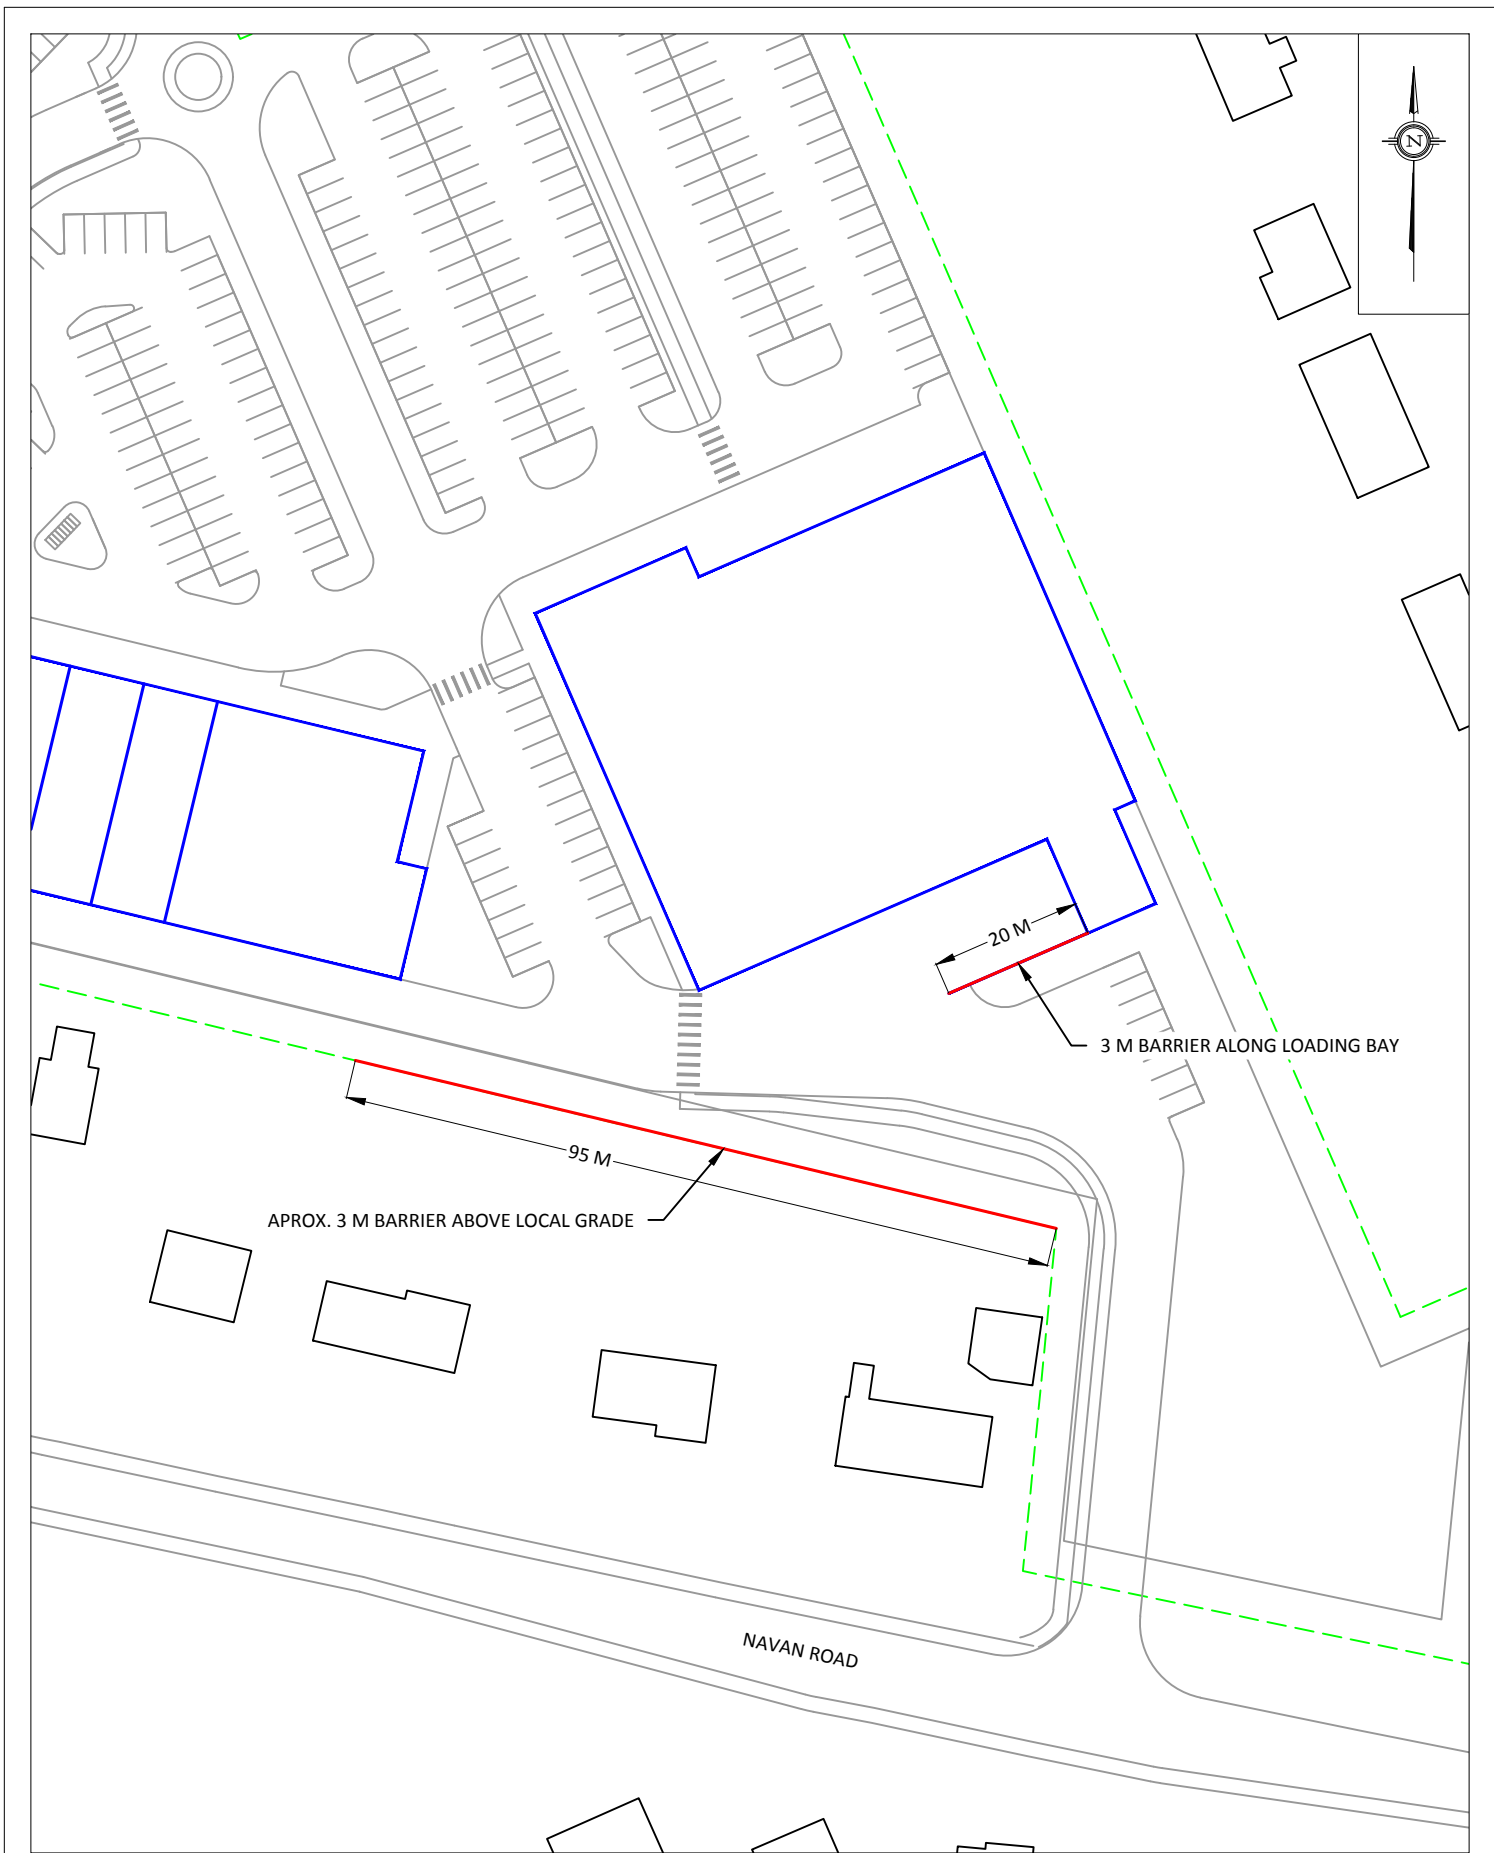 N
20 M
3 M BARRIER ALONG LOADING BAY
95 M
APROX. 3 M BARRIER ABOVE LOCAL GRADE
NAVAN ROAD